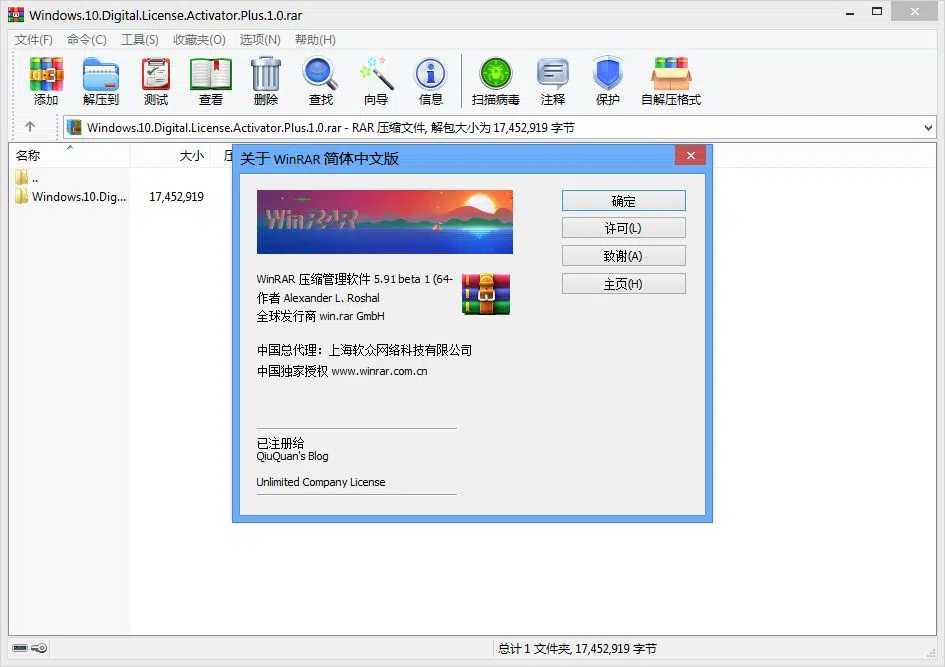 Windows.10.Digital.License.Activator.Plus.1.0.rar
文件(F) 命令(C) 工具(S) 收藏夹(O) 选项(N) 帮助(H)
添加 解压到 测试 查看 删除 查找 向导 信息 扫描病毒 注释 保护 自解压格式
Windows.10.Digital.License.Activator.Plus.1.0.rar - RAR 压缩文件, 解包大小为 17,452,919 字节
名称 大小 压
..
Windows.10.Dig... 17,452,919
关于 WinRAR 简体中文版
WinRAR
确定
许可(L)
致谢(A)
主页(H)
WinRAR 压缩管理软件 5.91 beta 1 (64-
作者 Alexander L. Roshal
全球发行商 win.rar GmbH
中国总代理：上海软众网络科技有限公司
中国独家授权 www.winrar.com.cn
已注册给
QiuQuan's Blog
Unlimited Company License
总计 1 文件夹, 17,452,919 字节